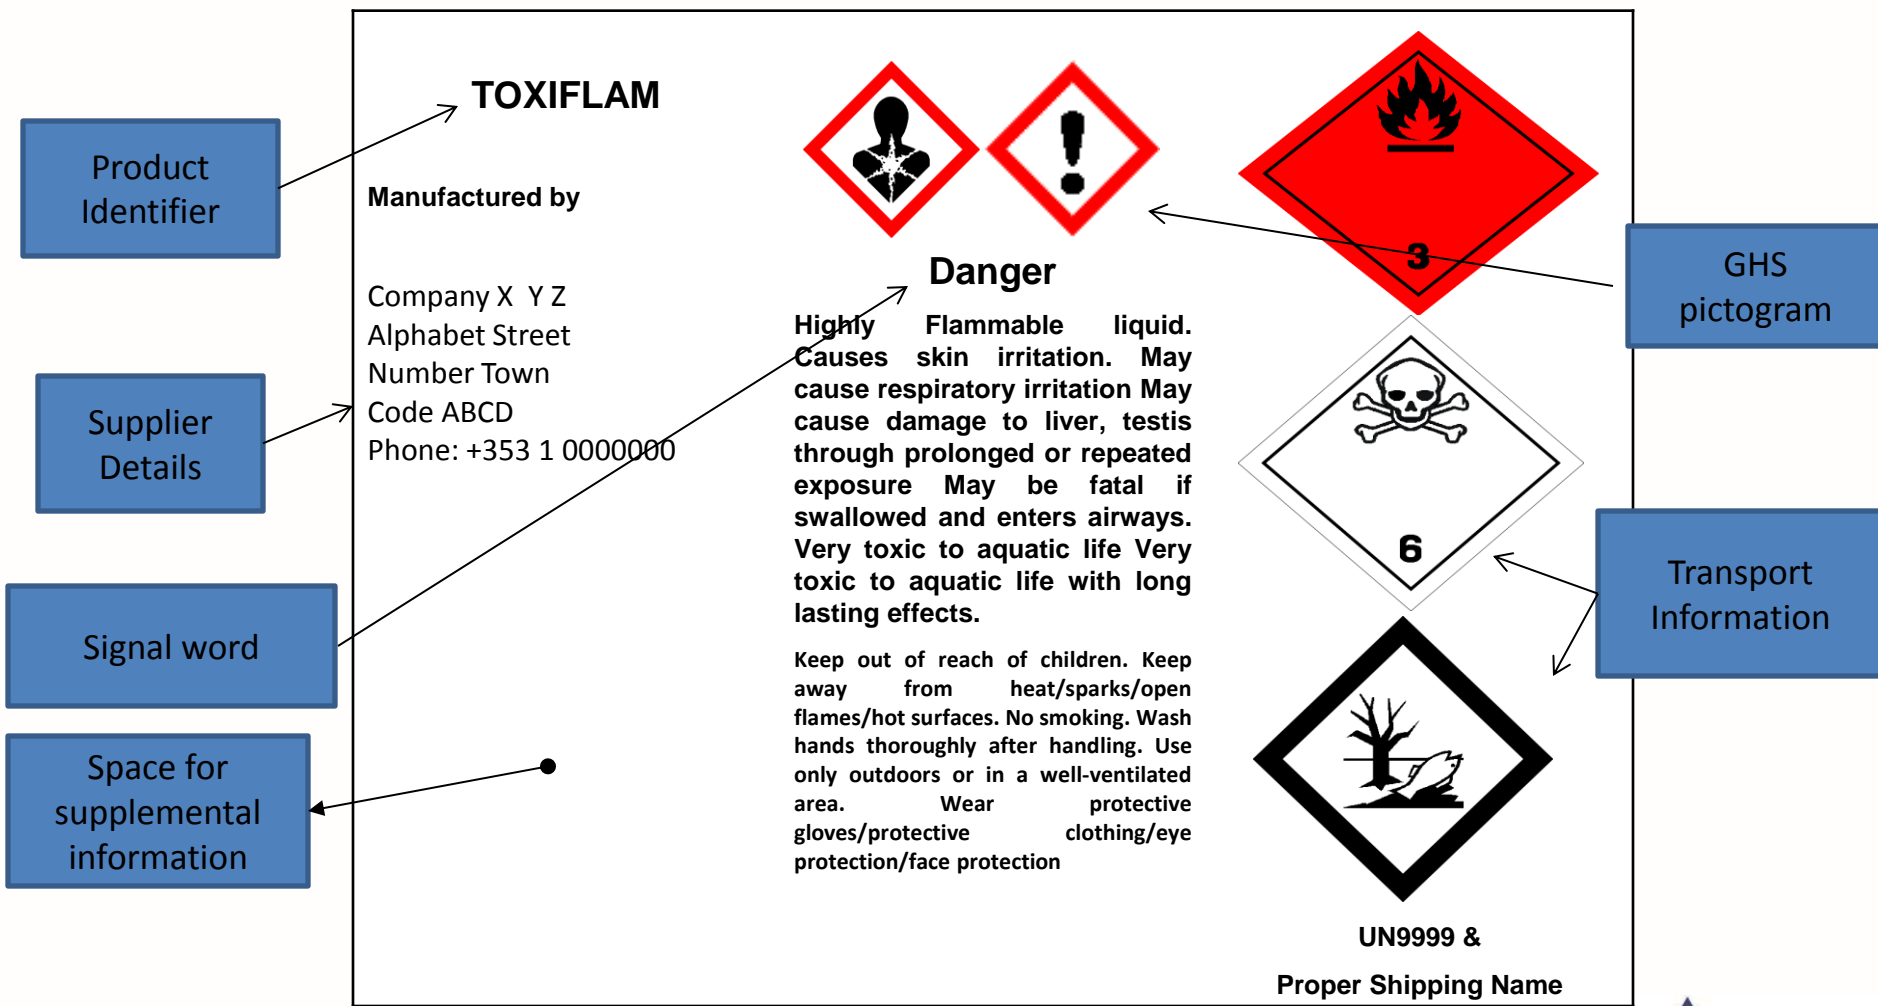 TOXIFLAM
Product
Identifier
Manufactured by
Company X Y Z
Alphabet Street
Number Town
Code ABCD
Phone: +353 1 0000000
Supplier
Details
Signal word
Space for
supplemental
information
Danger
Highly Flammable liquid.
Causes skin irritation. May
cause respiratory irritation May
cause damage to liver, testis
through prolonged or repeated
exposure May be fatal if
swallowed and enters airways.
Very toxic to aquatic life Very
toxic to aquatic life with long
lasting effects.
Keep out of reach of children. Keep
away from heat/sparks/open
flames/hot surfaces. No smoking. Wash
hands thoroughly after handling. Use
only outdoors or in a well-ventilated
area. Wear protective
gloves/protective clothing/eye
protection/face protection
3
GHS
pictogram
6
Transport
Information
UN9999 &
Proper Shipping Name